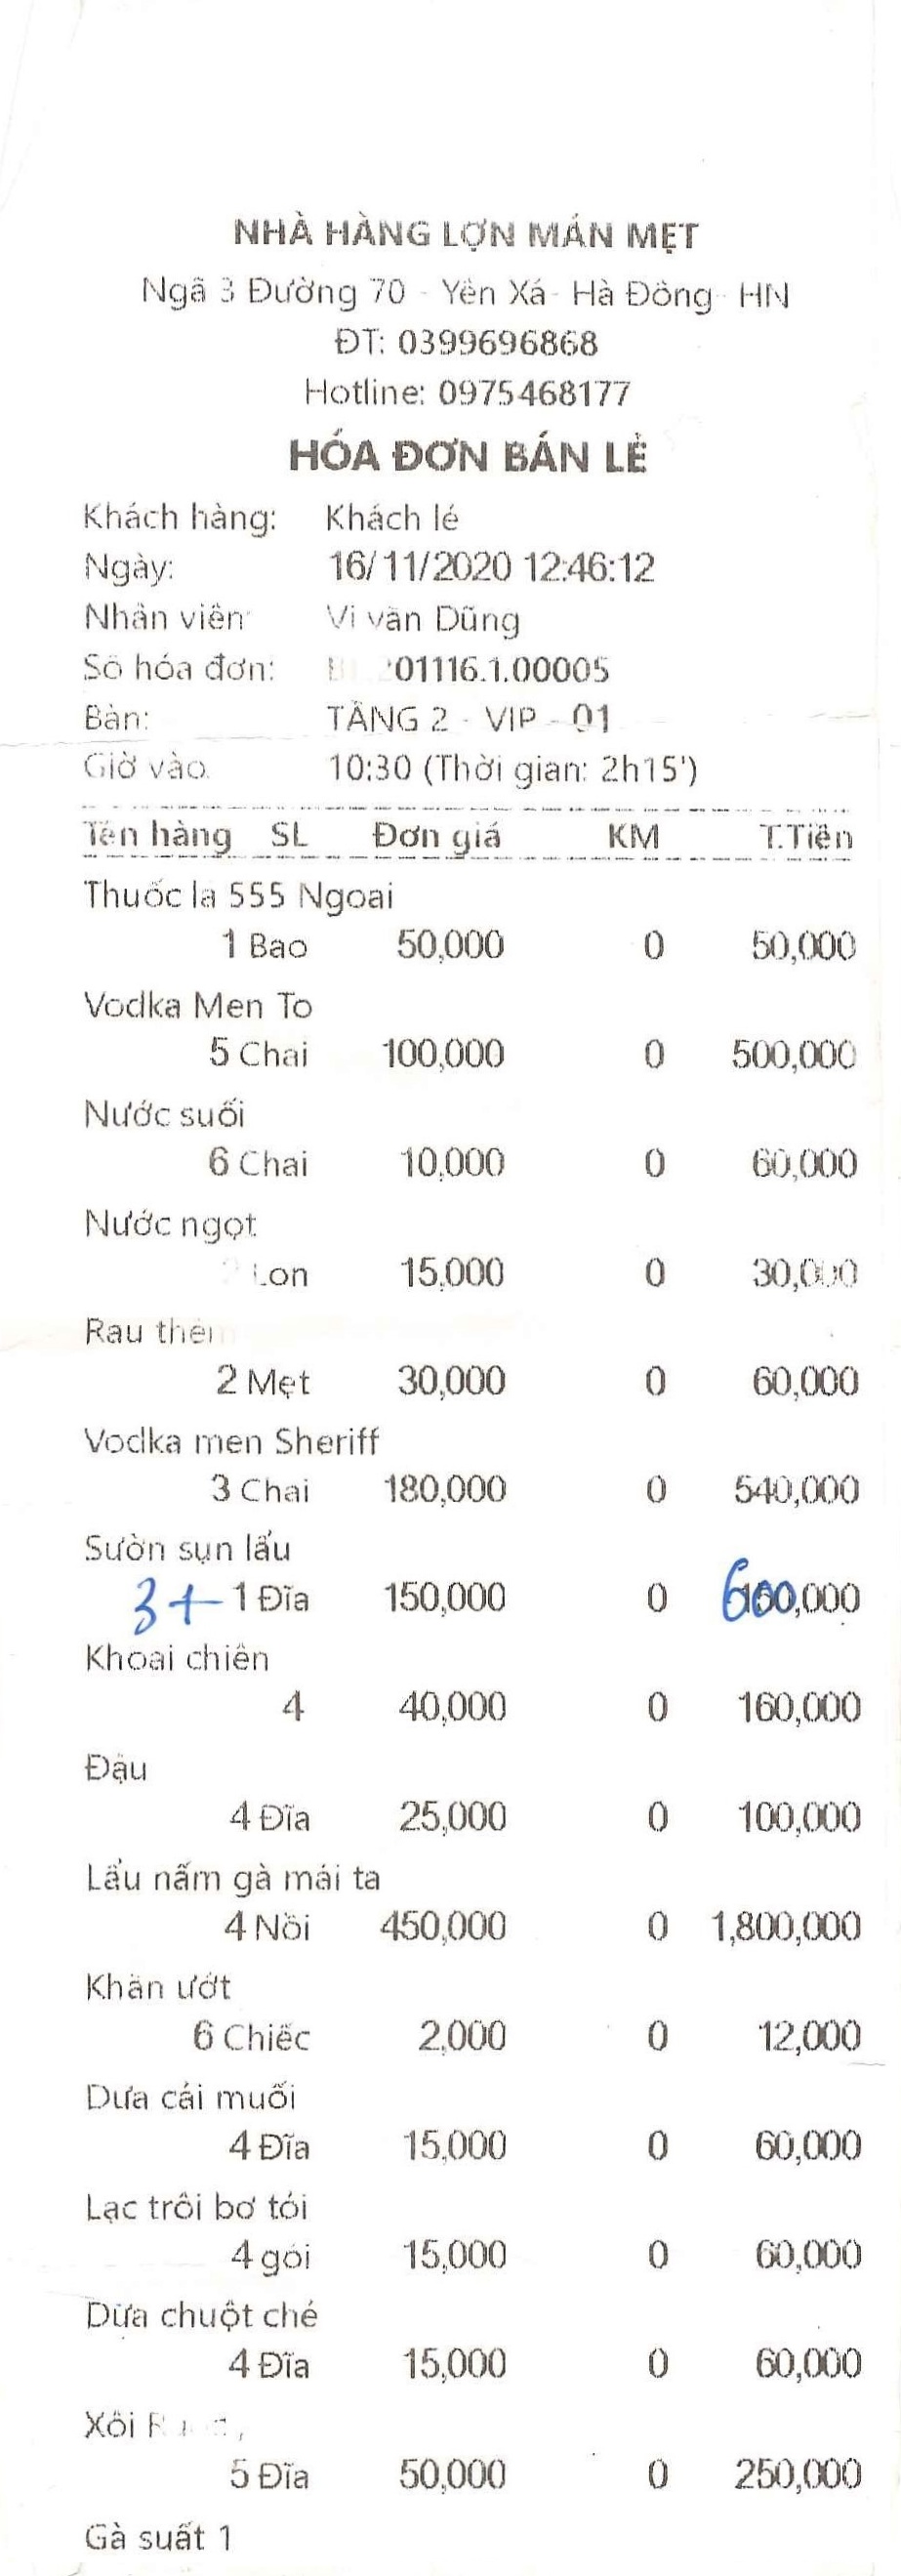 NHÀ HÀNG LỢN MÁN MẸT
Ngã 3 Đường 70 - Yên Xá - Hà Đông - HN
ĐT: 0399696868
Hotline: 0975468177
HÓA ĐƠN BÁN LẺ
Khách hàng: Khách lẻ
Ngày: 16/11/2020 12:46:12
Nhân viên: Vi văn Dũng
Số hóa đơn: 01116.1.00005
Bàn: TẦNG 2 - VIP - 01
Giờ vào: 10:30 (Thời gian: 2h15')
Tên hàng SL Đơn giá KM T.Tiền
Thuốc la 555 Ngoai
1 Bao 50,000 0 50,000
Vodka Men To
5 Chai 100,000 0 500,000
Nước suối
6 Chai 10,000 0 60,000
Nước ngọt
2 Lon 15,000 0 30,000
Rau thêm
2 Mẹt 30,000 0 60,000
Vodka men Sheriff
3 Chai 180,000 0 540,000
Sườn sụn lẩu
3+ 1 Đĩa 150,000 0 600,000
Khoai chiên
4 40,000 0 160,000
Đậu
4 Đĩa 25,000 0 100,000
Lẩu nấm gà mái ta
4 Nồi 450,000 0 1,800,000
Khăn ướt
6 Chiếc 2,000 0 12,000
Dưa cải muối
4 Đĩa 15,000 0 60,000
Lạc trôi bơ tỏi
4 gói 15,000 0 60,000
Dưa chuột chẻ
4 Đĩa 15,000 0 60,000
Xôi
5 Đĩa 50,000 0 250,000
Gà suất 1